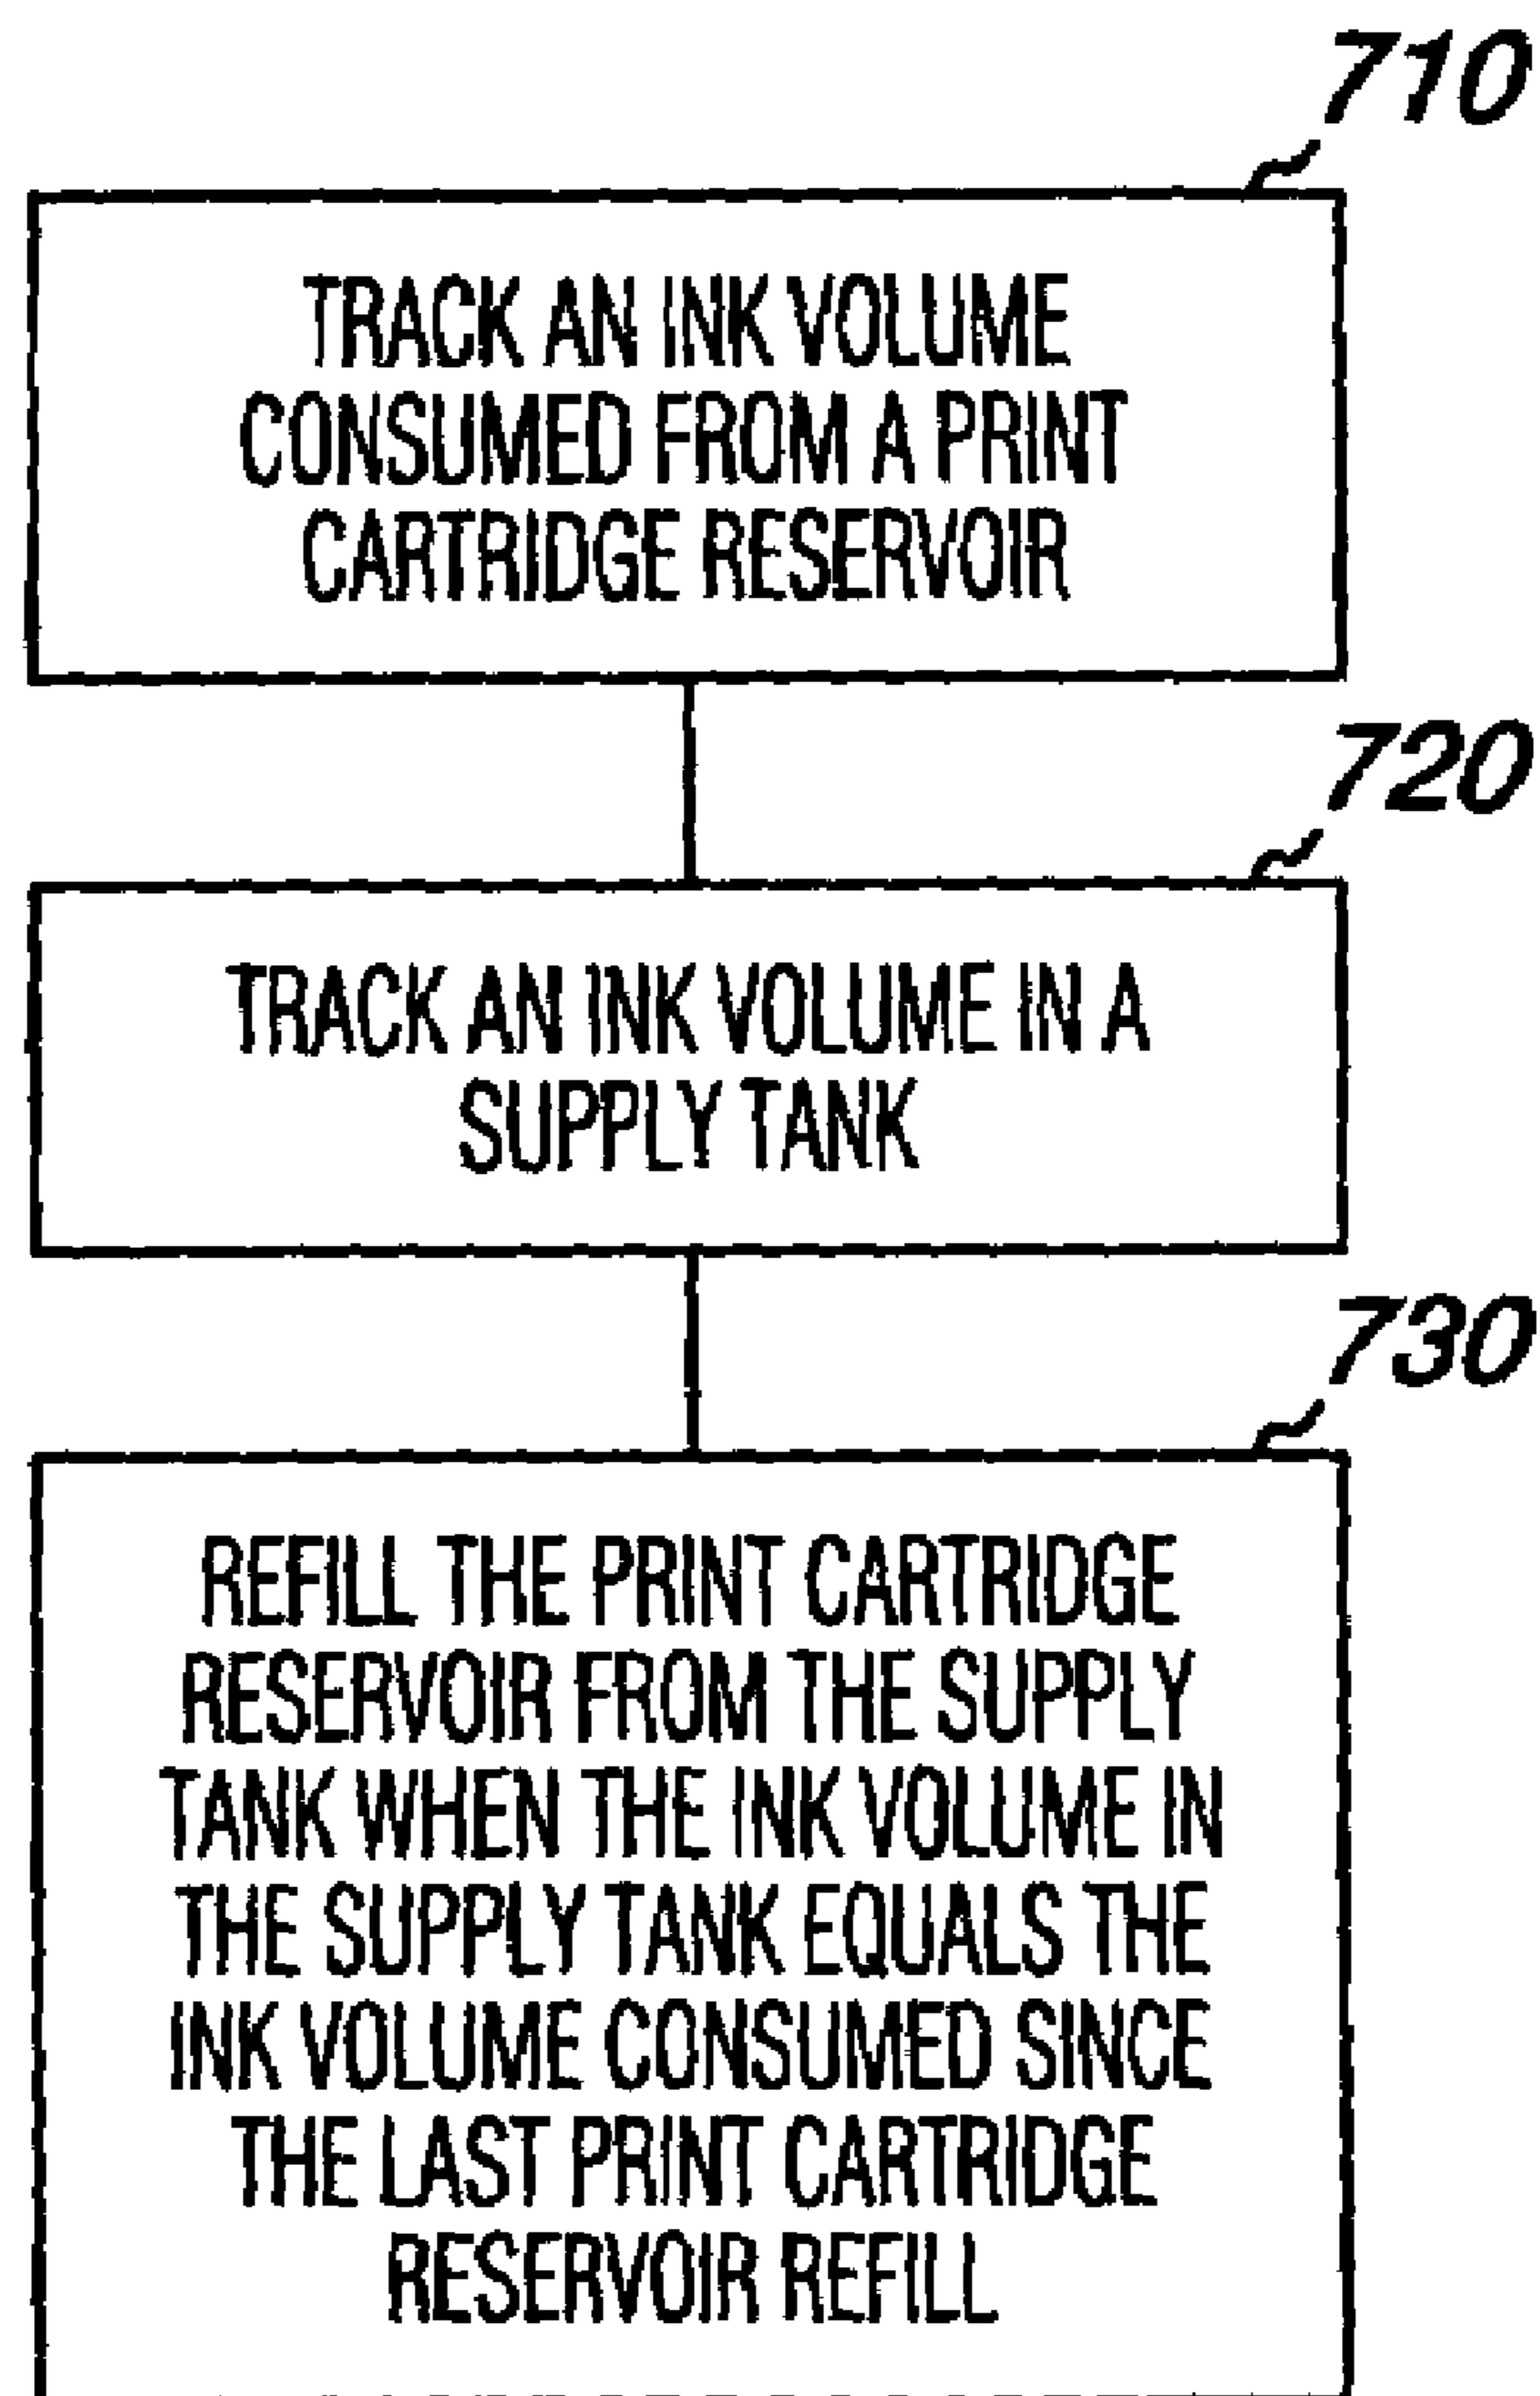 710
TRACK AN INK VOLUME
CONSUMED FROM A PRINT
CARTRIDGE RESERVOIR
720
TRACK AN INK VOLUME IN A
SUPPLY TANK
730
REFILL THE PRINT CARTRIDGE
RESERVOIR FROM THE SUPPLY
TANK WHEN THE INK VOLUME IN
THE SUPPLY TANK EQUALS THE
INK VOLUME CONSUMED SINCE
THE LAST PRINT CARTRIDGE
RESERVOIR REFILL